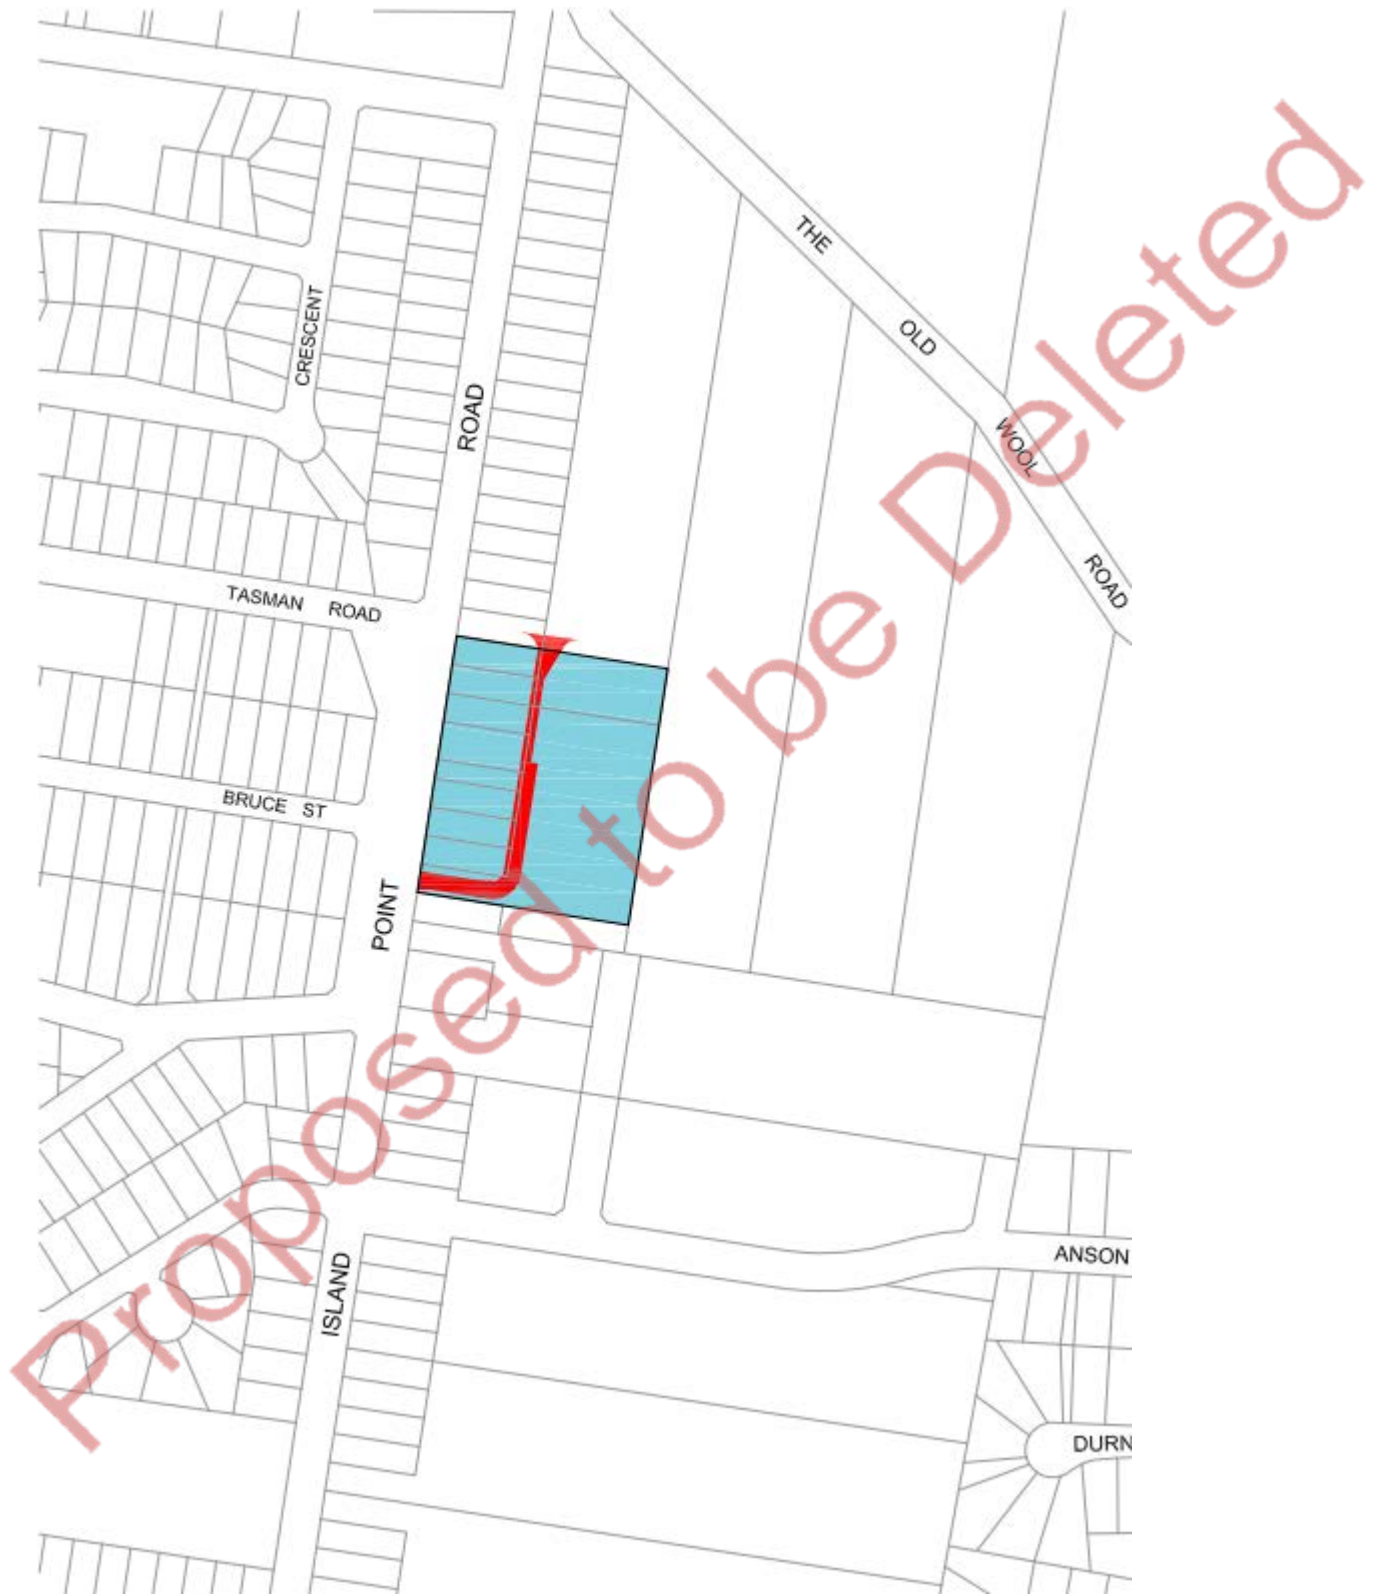 THE
OLD
WOOL
ROAD
CRESCENT
ROAD
TASMAN ROAD
BRUCE ST
POINT
ISLAND
ANSON
DURN
Proposed to be Deleted